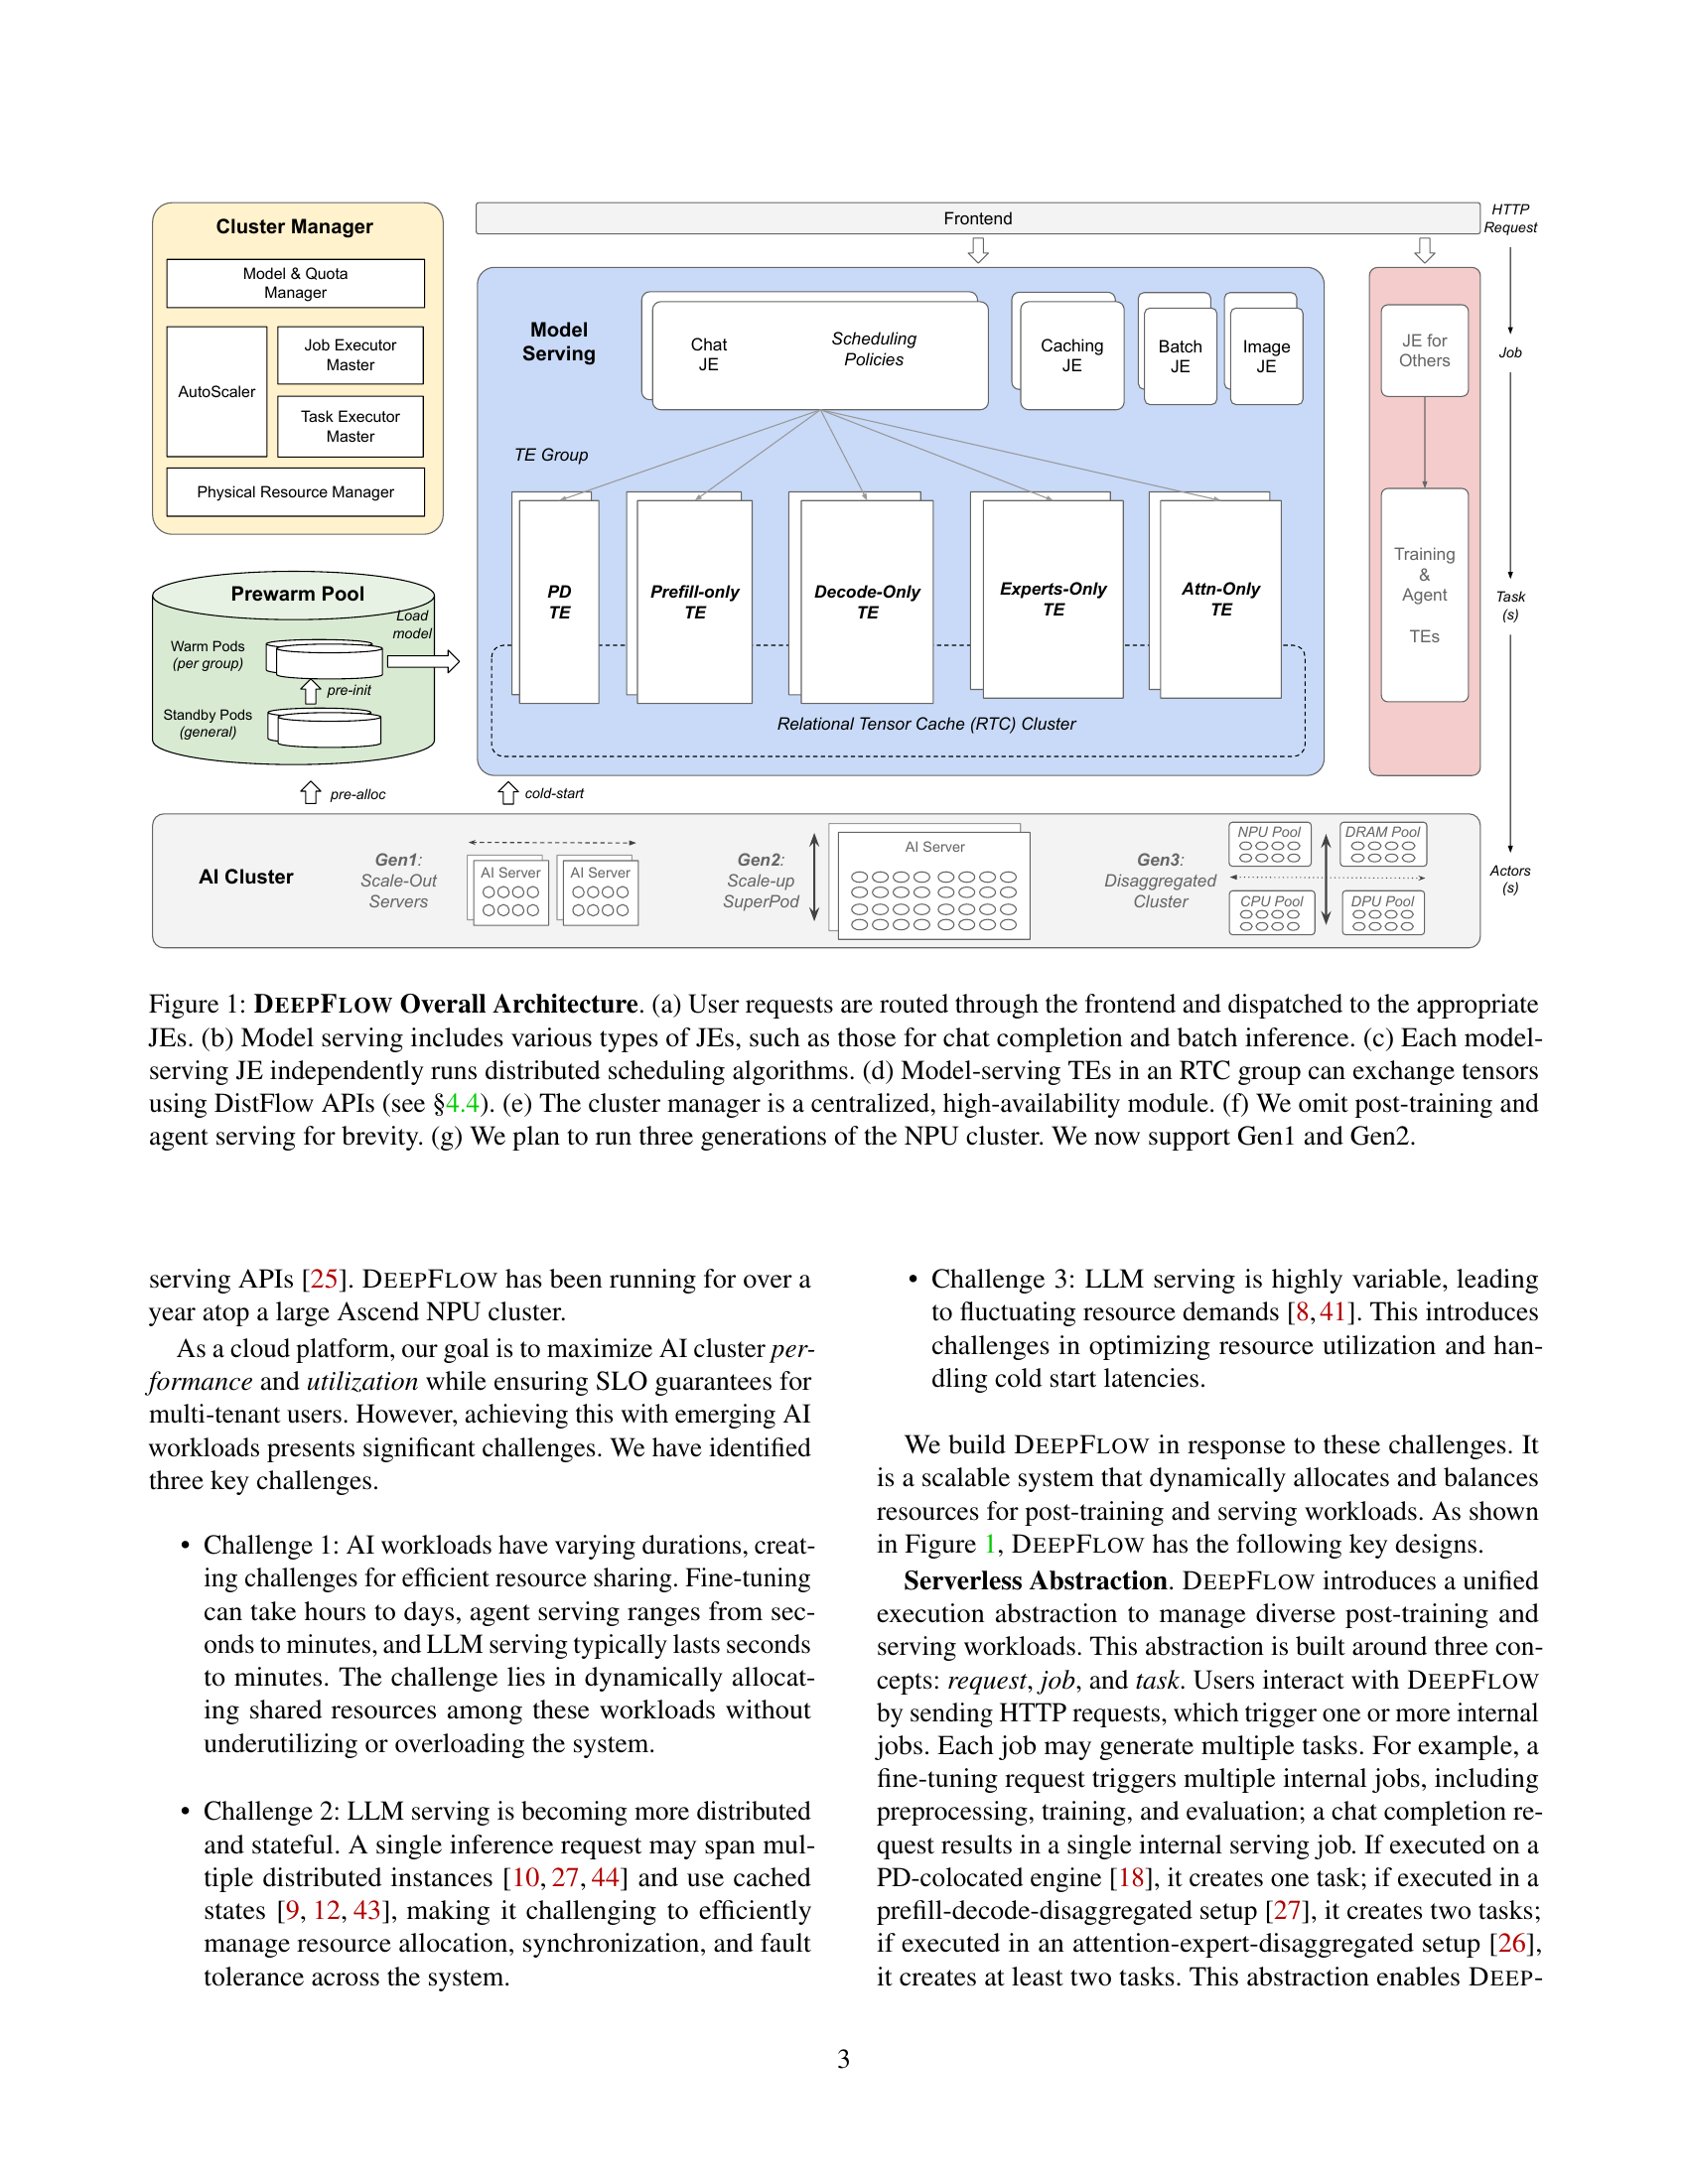 Cluster Manager
Model & Quota
Manager
AutoScaler
Job Executor
Master
Task Executor
Master
Physical Resource Manager
Prewarm Pool
Load
model
Warm Pods
(per group)
pre-init
Standby Pods
(general)
pre-alloc
cold-start
Frontend
HTTP
Request
Model
Serving
Chat
JE
Scheduling
Policies
Caching
JE
Batch
JE
Image
JE
JE for
Others
Job
TE Group
PD
TE
Prefill-only
TE
Decode-Only
TE
Experts-Only
TE
Attn-Only
TE
Training
&
Agent
TEs
Task
(s)
Relational Tensor Cache (RTC) Cluster
AI Cluster
Gen1:
Scale-Out
Servers
AI Server
AI Server
Gen2:
Scale-up
SuperPod
AI Server
Gen3:
Disaggregated
Cluster
NPU Pool
DRAM Pool
CPU Pool
DPU Pool
Actors
(s)
Figure 1: DEEPFLOW Overall Architecture. (a) User requests are routed through the frontend and dispatched to the appropriate
JEs. (b) Model serving includes various types of JEs, such as those for chat completion and batch inference. (c) Each model-
serving JE independently runs distributed scheduling algorithms. (d) Model-serving TEs in an RTC group can exchange tensors
using DistFlow APIs (see §4.4). (e) The cluster manager is a centralized, high-availability module. (f) We omit post-training and
agent serving for brevity. (g) We plan to run three generations of the NPU cluster. We now support Gen1 and Gen2.
serving APIs [25]. DEEPFLOW has been running for over a
year atop a large Ascend NPU cluster.
As a cloud platform, our goal is to maximize AI cluster per-
formance and utilization while ensuring SLO guarantees for
multi-tenant users. However, achieving this with emerging AI
workloads presents significant challenges. We have identified
three key challenges.
• Challenge 1: AI workloads have varying durations, creat-
ing challenges for efficient resource sharing. Fine-tuning
can take hours to days, agent serving ranges from sec-
onds to minutes, and LLM serving typically lasts seconds
to minutes. The challenge lies in dynamically allocat-
ing shared resources among these workloads without
underutilizing or overloading the system.
• Challenge 2: LLM serving is becoming more distributed
and stateful. A single inference request may span mul-
tiple distributed instances [10, 27, 44] and use cached
states [9, 12, 43], making it challenging to efficiently
manage resource allocation, synchronization, and fault
tolerance across the system.
• Challenge 3: LLM serving is highly variable, leading
to fluctuating resource demands [8, 41]. This introduces
challenges in optimizing resource utilization and han-
dling cold start latencies.
We build DEEPFLOW in response to these challenges. It
is a scalable system that dynamically allocates and balances
resources for post-training and serving workloads. As shown
in Figure 1, DEEPFLOW has the following key designs.
Serverless Abstraction. DEEPFLOW introduces a unified
execution abstraction to manage diverse post-training and
serving workloads. This abstraction is built around three con-
cepts: request, job, and task. Users interact with DEEPFLOW
by sending HTTP requests, which trigger one or more internal
jobs. Each job may generate multiple tasks. For example, a
fine-tuning request triggers multiple internal jobs, including
preprocessing, training, and evaluation; a chat completion re-
quest results in a single internal serving job. If executed on a
PD-colocated engine [18], it creates one task; if executed in a
prefill-decode-disaggregated setup [27], it creates two tasks;
if executed in an attention-expert-disaggregated setup [26],
it creates at least two tasks. This abstraction enables DEEP-
3